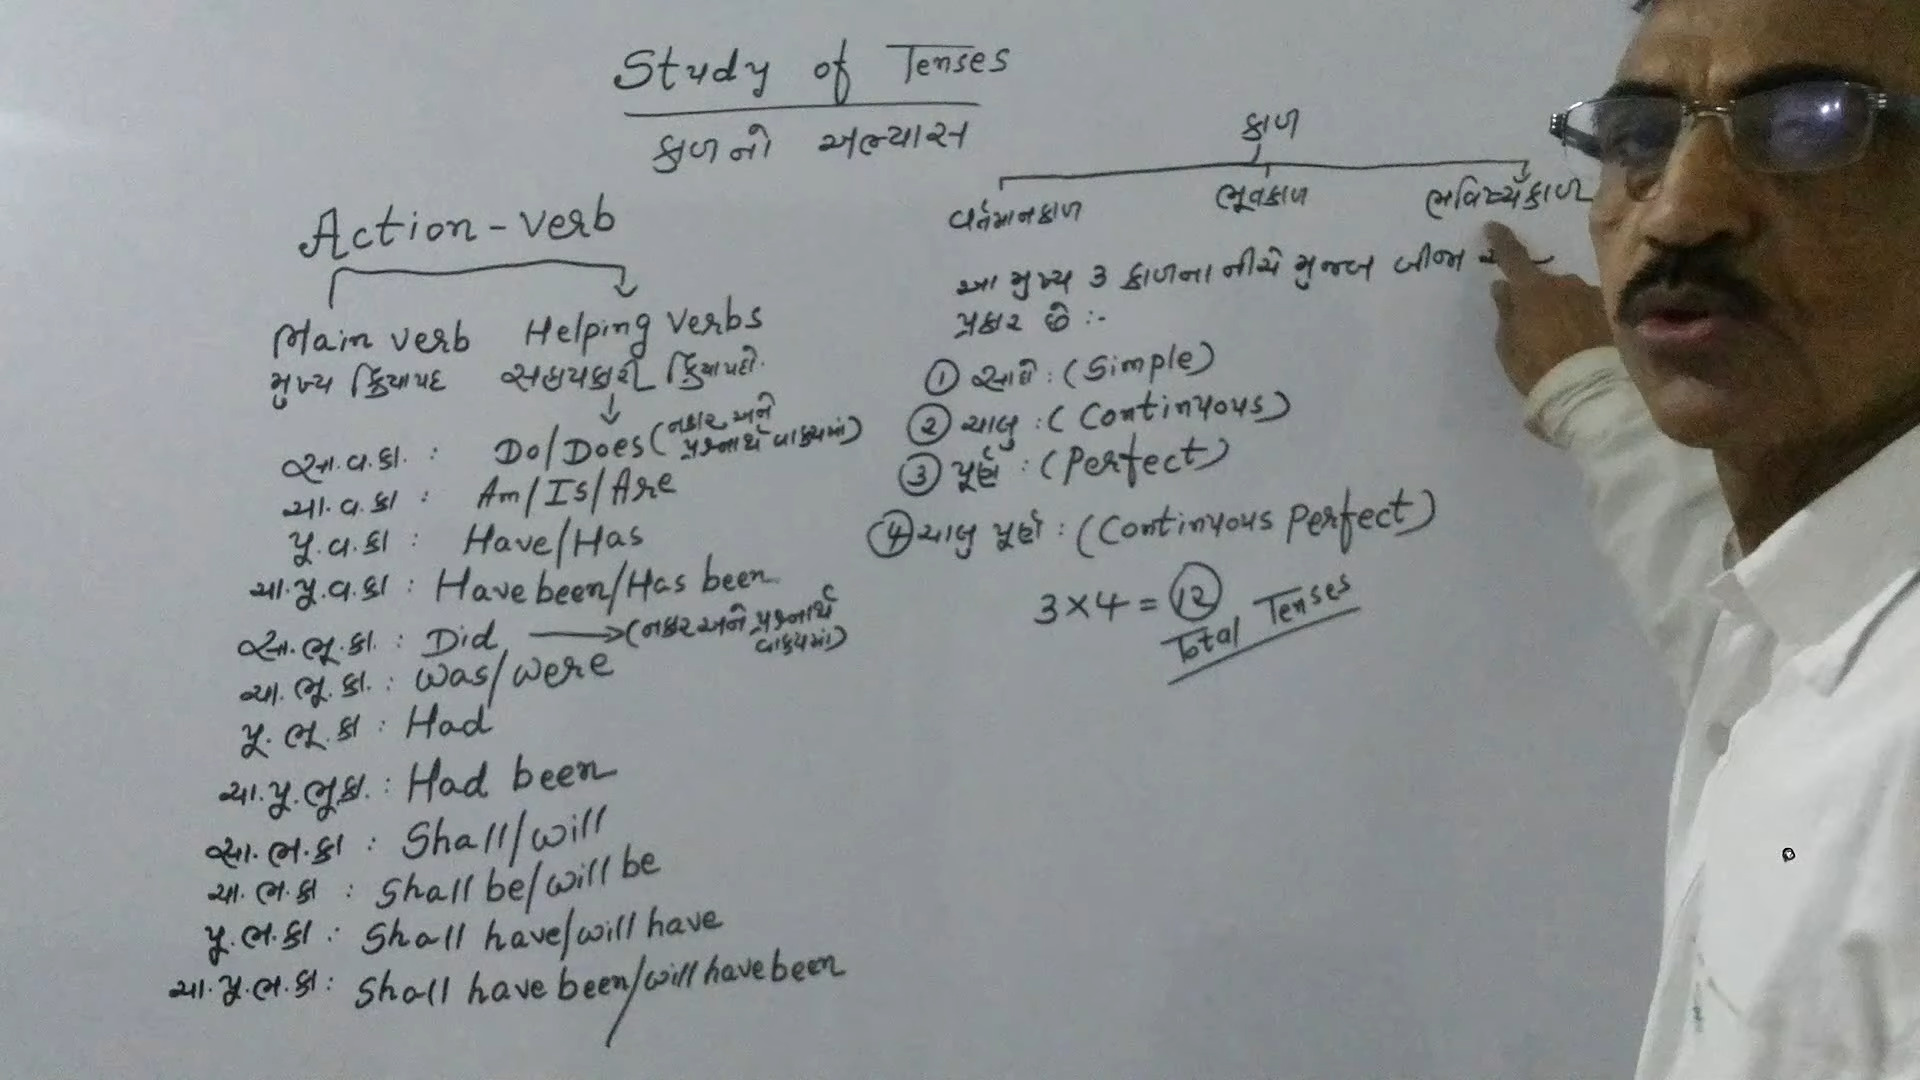 Study of Tenses
કાળનો અભ્યાસ
Action-verb
Main verb Helping verbs
મુખ્ય ક્રિયાપદ સહાયકારી ક્રિયાપદો.
સા.વ.કા. : Do/Does (નકાર અને પ્રશ્નાર્થ વાક્યમાં)
ચા.વ.કા : Am/Is/Are
પૂ.વ.કા : Have/Has
ચા.પૂ.વ.કા : Have been/Has been
સા.ભૂ.કા : Did → (નકાર અને પ્રશ્નાર્થ વાક્યમાં)
ચા.ભૂ.કા. : Was/were
પૂ.ભૂ.કા : Had
ચા.પૂ.ભૂ.કા. : Had been
સા.ભ.કા : Shall/will
ચા.ભ.કા : Shall be/will be
પૂ.ભ.કા : Shall have/will have
ચા.પૂ.ભ.કા : Shall have been/will have been
કાળ
વર્તમાનકાળ ભૂતકાળ ભવિષ્યકાળ
આ મુખ્ય 3 કાળના નીચે મુજબ બીજા
પ્રકાર છે :-
① સાદો : (Simple)
② ચાલુ : (Continuous)
③ પૂર્ણ : (Perfect)
④ ચાલુ પૂર્ણ : (Continuous Perfect)
3 x 4 = 12
Total Tenses